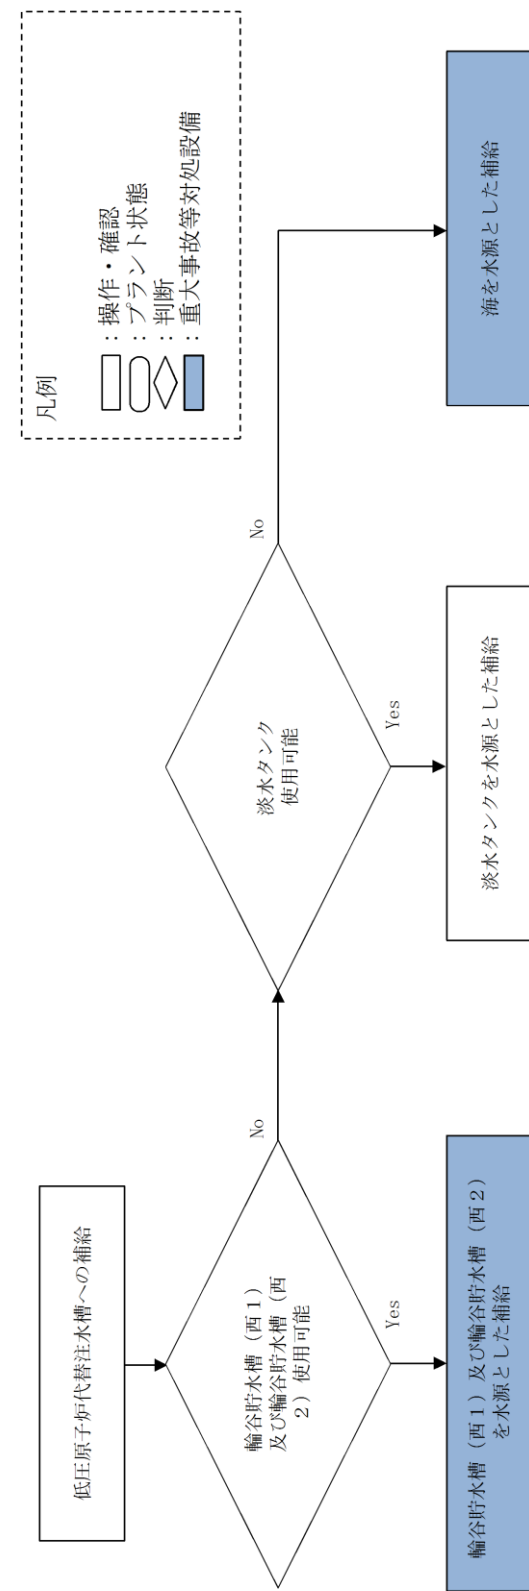 低圧原子炉代替注水槽への補給
輪谷貯水槽（西１）
及び輪谷貯水槽（西
２）使用可能
No
Yes
輪谷貯水槽（西１）及び輪谷貯水槽（西２）
を水源とした補給
淡水タンク
使用可能
No
Yes
淡水タンクを水源とした補給
海を水源とした補給
凡例
：操作・確認
：プラント状態
：判断
：重大事故等対処設備